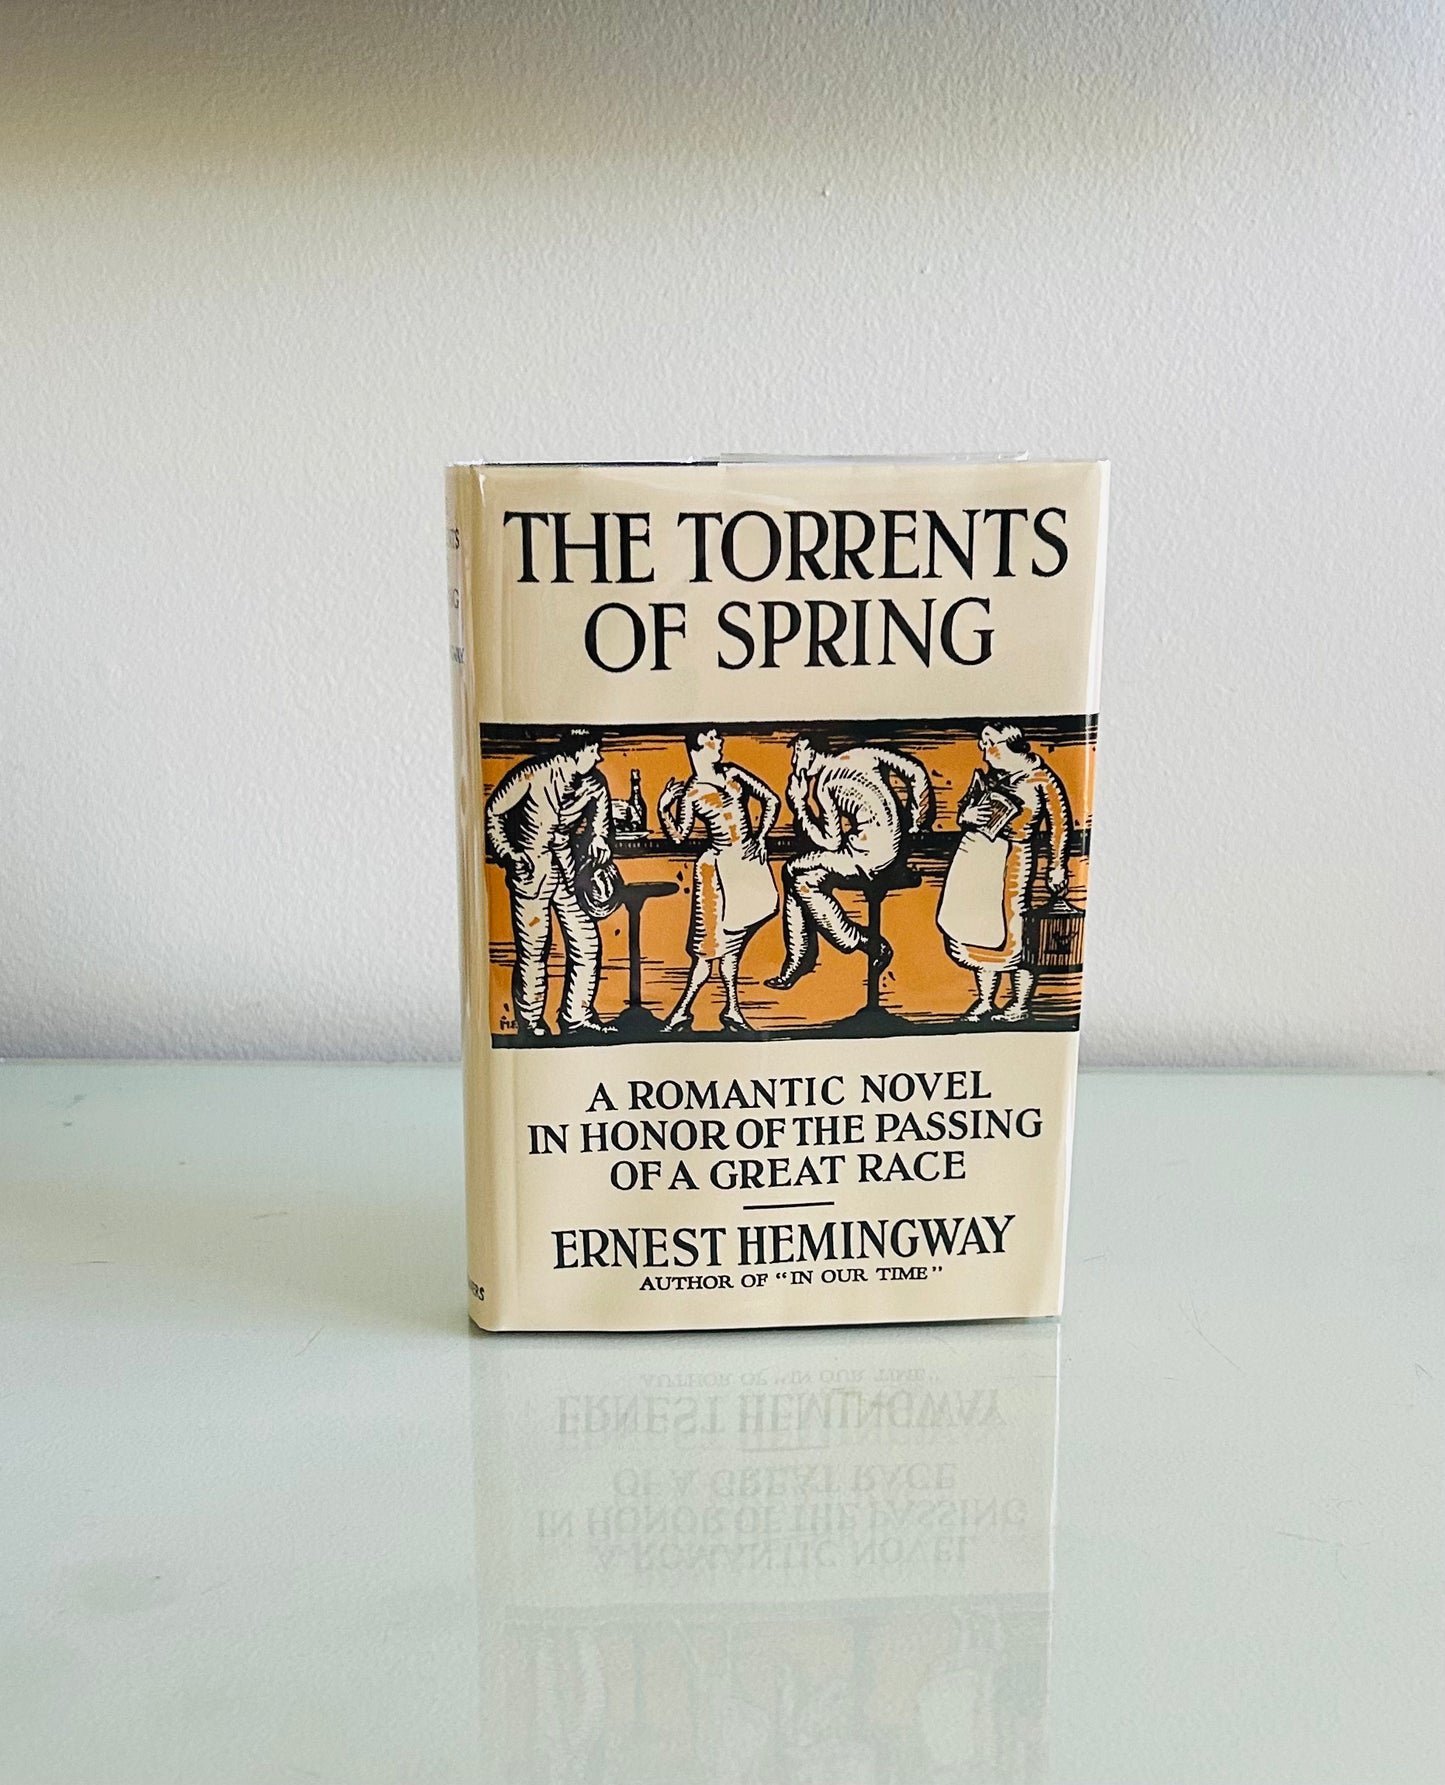 THE TORRENTS
OF SPRING
A ROMANTIC NOVEL
IN HONOR OF THE PASSING
OF A GREAT RACE
ERNEST HEMINGWAY
AUTHOR OF "IN OUR TIME"